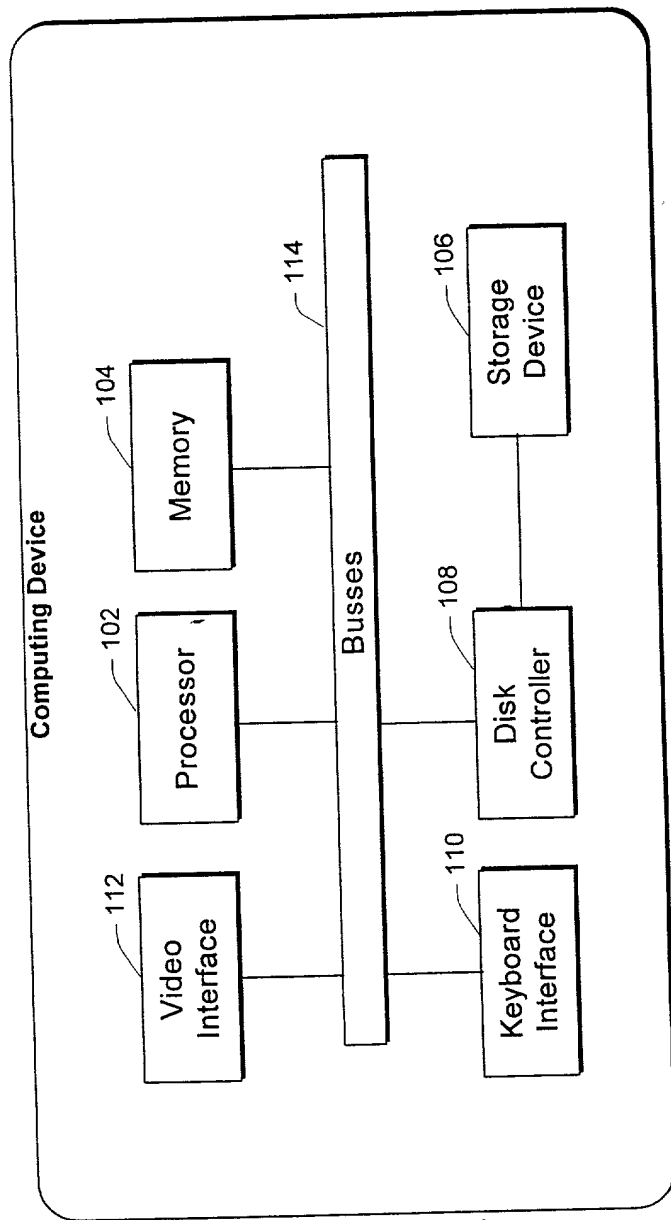 Computing Device
112
102
104
Video
Interface
Processor
Memory
114
Busses
110
108
106
Keyboard
Interface
Disk
Controller
Storage
Device